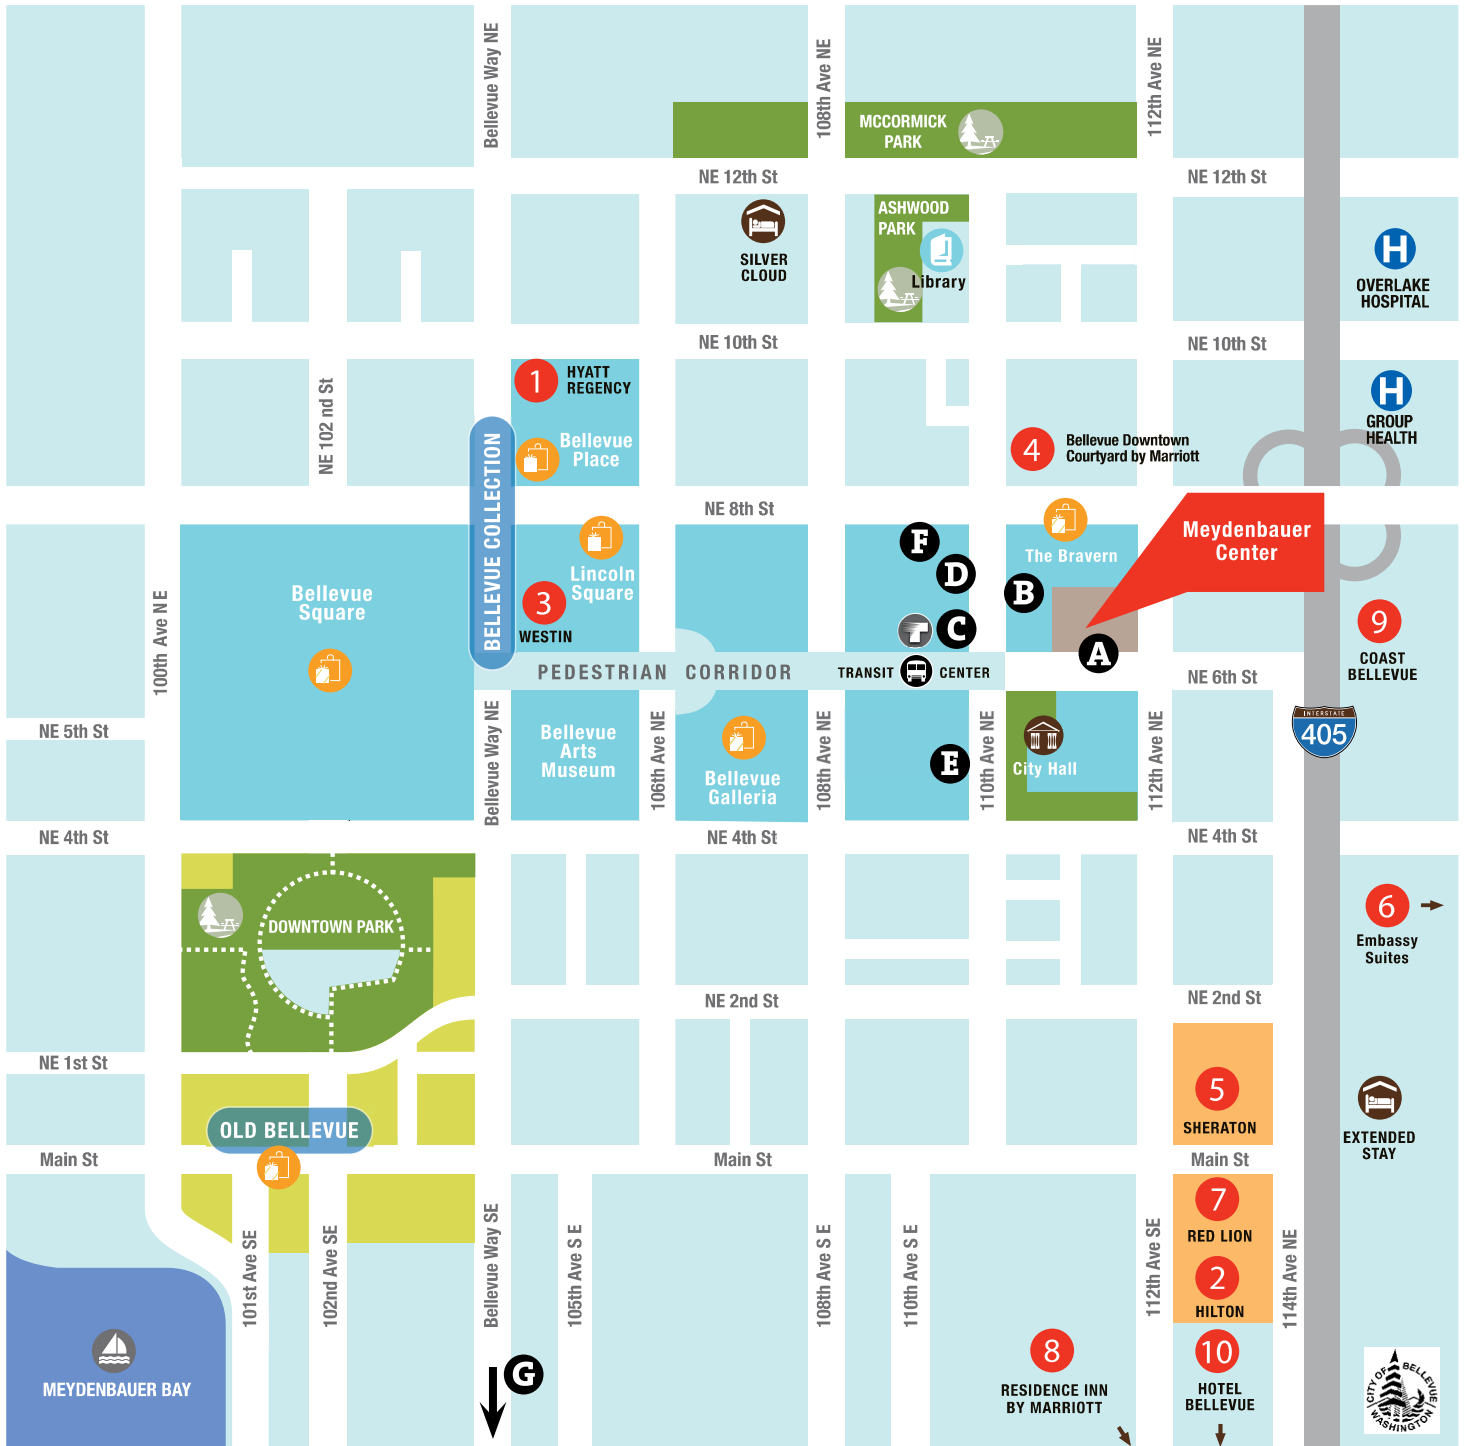 Bellevue Way NE
108th Ave NE
112th Ave NE
MCCORMICK
PARK
NE 12th St
NE 12th St
SILVER
CLOUD
ASHWOOD
PARK
Library
H
OVERLAKE
HOSPITAL
NE 10th St
NE 10th St
NE 102 nd St
1
HYATT
REGENCY
Bellevue
Place
BELLEVUE COLLECTION
4
Bellevue Downtown
Courtyard by Marriott
H
GROUP
HEALTH
NE 8th St
Meydenbauer
Center
The Bravern
F
D
B
C
T
A
Lincoln
Square
3
WESTIN
Bellevue
Square
100th Ave NE
9
COAST
BELLEVUE
PEDESTRIAN CORRIDOR
TRANSIT
CENTER
NE 6th St
NE 5th St
Bellevue Way NE
Bellevue
Arts
Museum
106th Ave NE
Bellevue
Galleria
108th Ave NE
E
110th Ave NE
City Hall
112th Ave NE
INTERSTATE
405
NE 4th St
NE 4th St
NE 4th St
DOWNTOWN PARK
6
Embassy
Suites
NE 2nd St
NE 2nd St
NE 1st St
5
SHERATON
OLD BELLEVUE
EXTENDED
STAY
Main St
Main St
Main St
7
RED LION
2
HILTON
101st Ave SE
102nd Ave SE
Bellevue Way SE
105th Ave S E
108th Ave S E
110th Ave S E
112th Ave SE
114th Ave NE
MEYDENBAUER BAY
G
8
RESIDENCE INN
BY MARRIOTT
10
HOTEL
BELLEVUE
CITY OF BELLEVUE
WASHINGTON